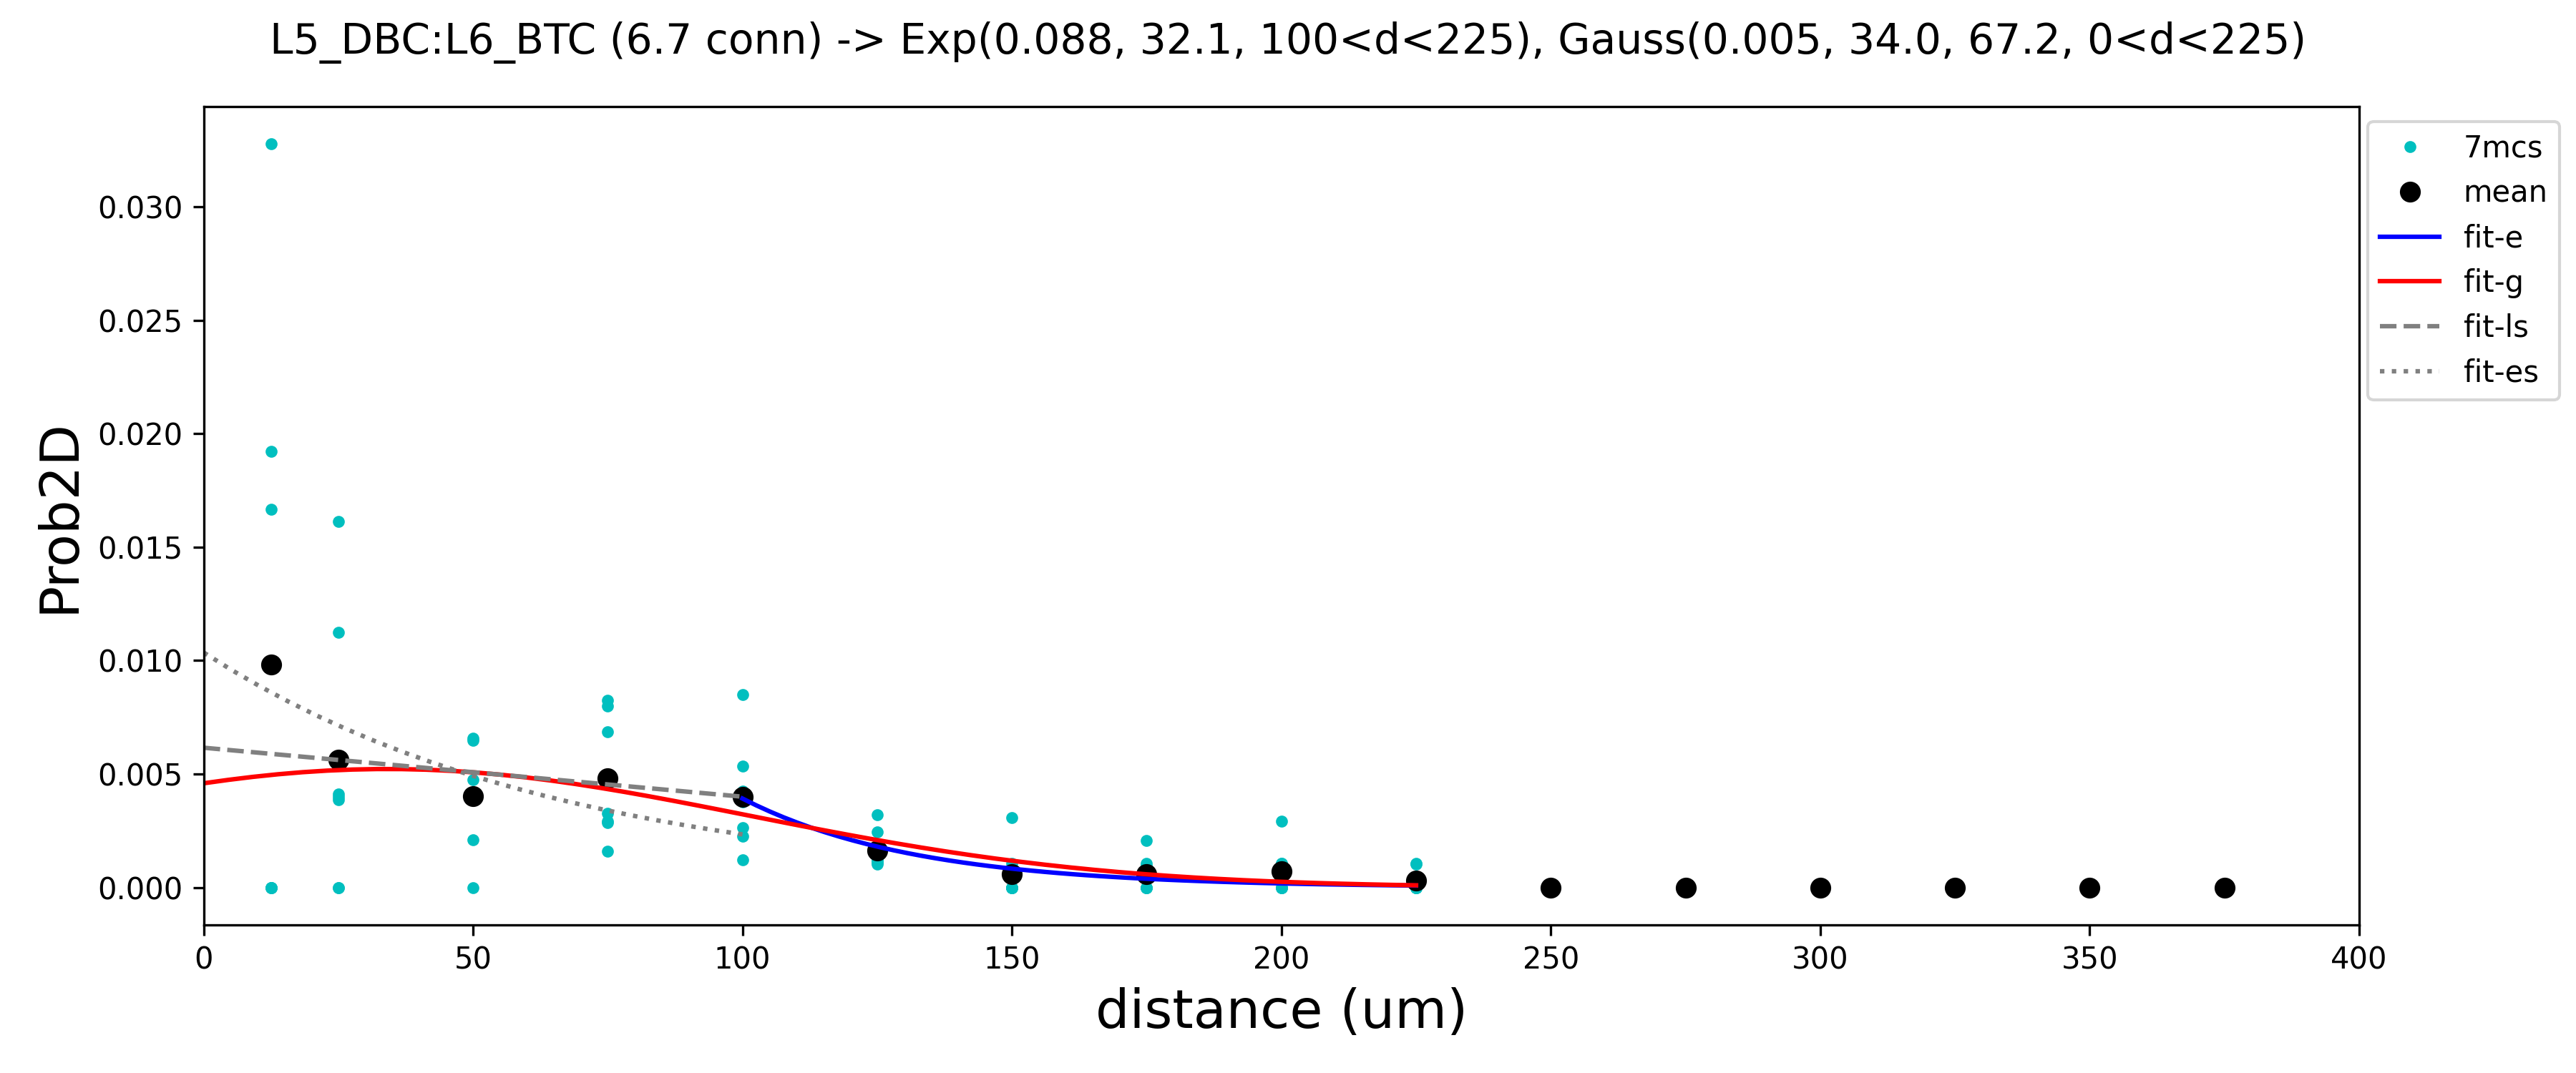 L5_DBC:L6_BTC (6.7 conn) -> Exp(0.088, 32.1, 100<d<225), Gauss(0.005, 34.0, 67.2, 0<d<225)
7mcs
mean
fit-e
fit-g
fit-ls
fit-es
Prob2D
0.030
0.025
0.020
0.015
0.010
0.005
0.000
0 50 100 150 200 250 300 350 400
distance (um)